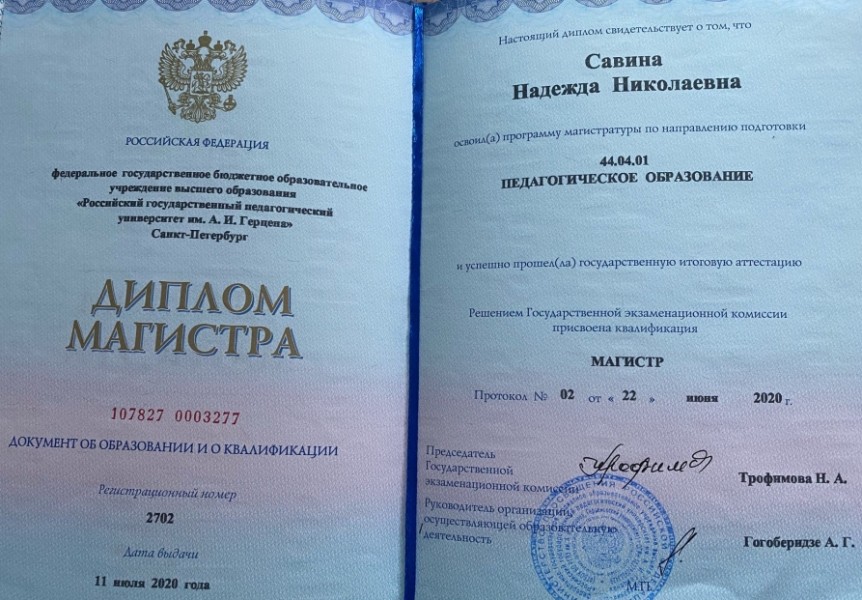 РОССИЙСКАЯ ФЕДЕРАЦИЯ
федеральное государственное бюджетное образовательное
учреждение высшего образования
«Российский государственный педагогический
университет им. А. И. Герцена»
Санкт-Петербург
ДИПЛОМ
МАГИСТРА
107827 0003277
ДОКУМЕНТ ОБ ОБРАЗОВАНИИ И О КВАЛИФИКАЦИИ
Регистрационный номер
2702
Дата выдачи
11 июля 2020 года
Настоящий диплом свидетельствует о том, что
Савина
Надежда Николаевна
освоил(а) программу магистратуры по направлению подготовки
44.04.01
ПЕДАГОГИЧЕСКОЕ ОБРАЗОВАНИЕ
и успешно прошел(ла) государственную итоговую аттестацию
Решением Государственной экзаменационной комиссии
присвоена квалификация
МАГИСТР
Протокол № 02 от « 22 » июня 2020 г.
Председатель
Государственной
экзаменационной комиссии
Трофимова Н. А.
Руководитель организации,
осуществляющей образовательную
деятельность
Гогоберидзе А. Г.
М.П.